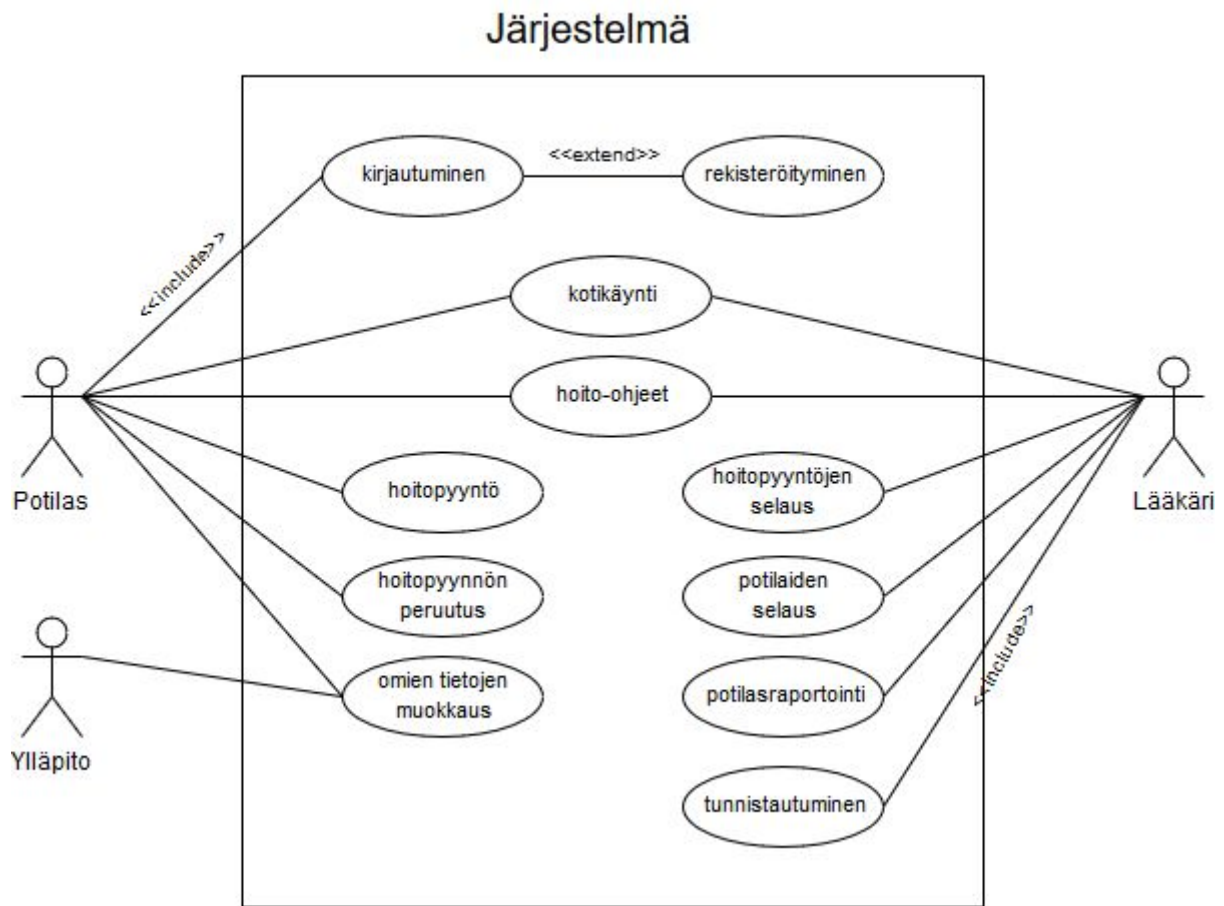 Järjestelmä
kirjautuminen
<<extend>>
rekisteröityminen
<<include>>
kotikäynti
hoito-ohjeet
Potilas
Lääkäri
hoitopyyntö
hoitopyyntöjen
selaus
hoitopyynnön
peruutus
potilaiden
selaus
<<include>>
Ylläpito
omien tietojen
muokkaus
potilasraportointi
tunnistautuminen